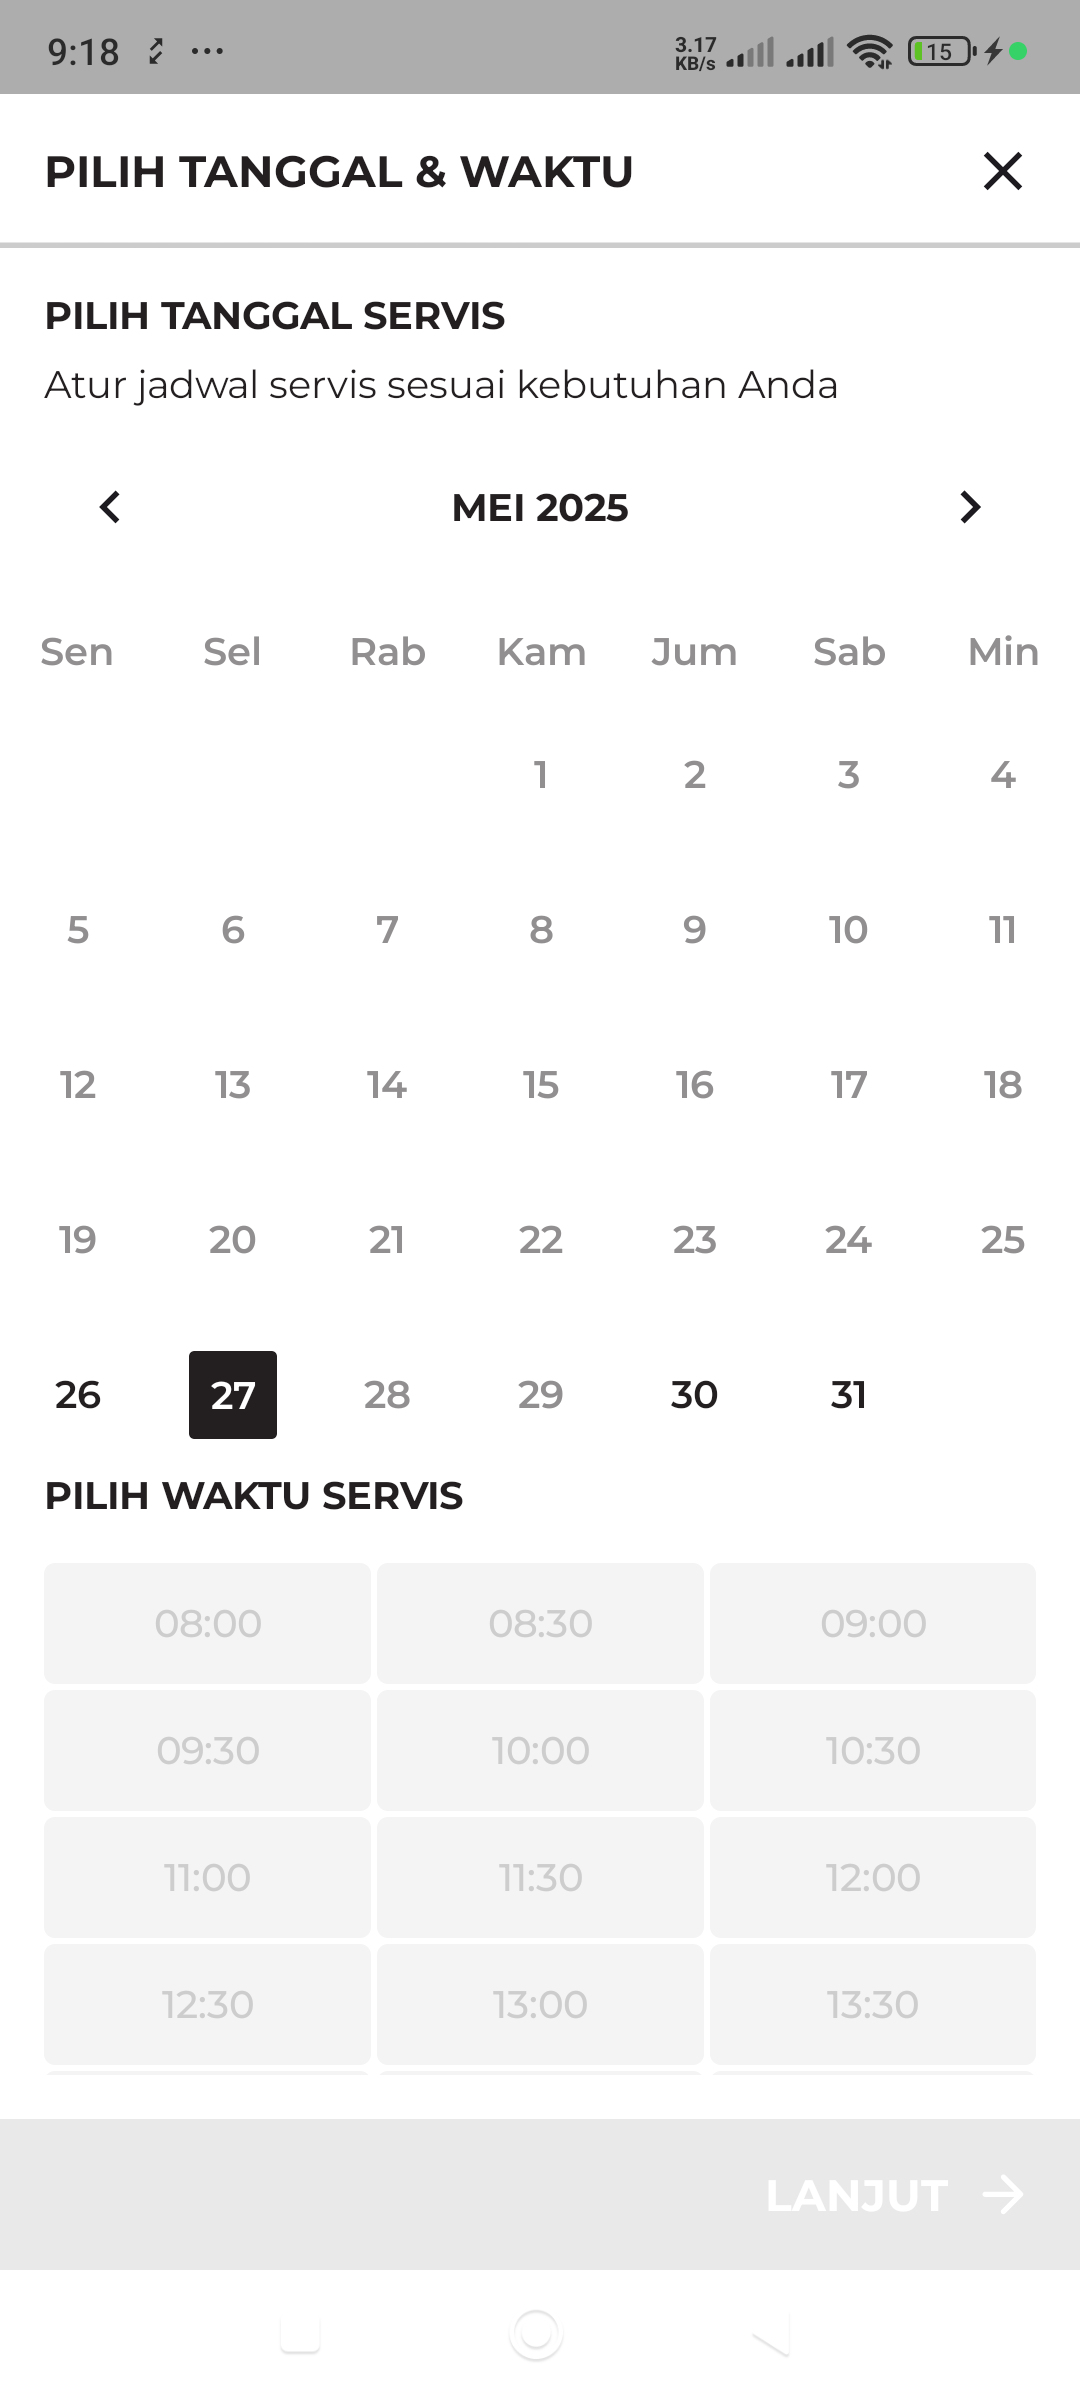 9:18 ... 3.17 KB/s 15
PILIH TANGGAL & WAKTU
PILIH TANGGAL SERVIS
Atur jadwal servis sesuai kebutuhan Anda
MEI 2025
Sen Sel Rab Kam Jum Sab Min
1 2 3 4
5 6 7 8 9 10 11
12 13 14 15 16 17 18
19 20 21 22 23 24 25
26 27 28 29 30 31
PILIH WAKTU SERVIS
08:00 08:30 09:00
09:30 10:00 10:30
11:00 11:30 12:00
12:30 13:00 13:30
LANJUT